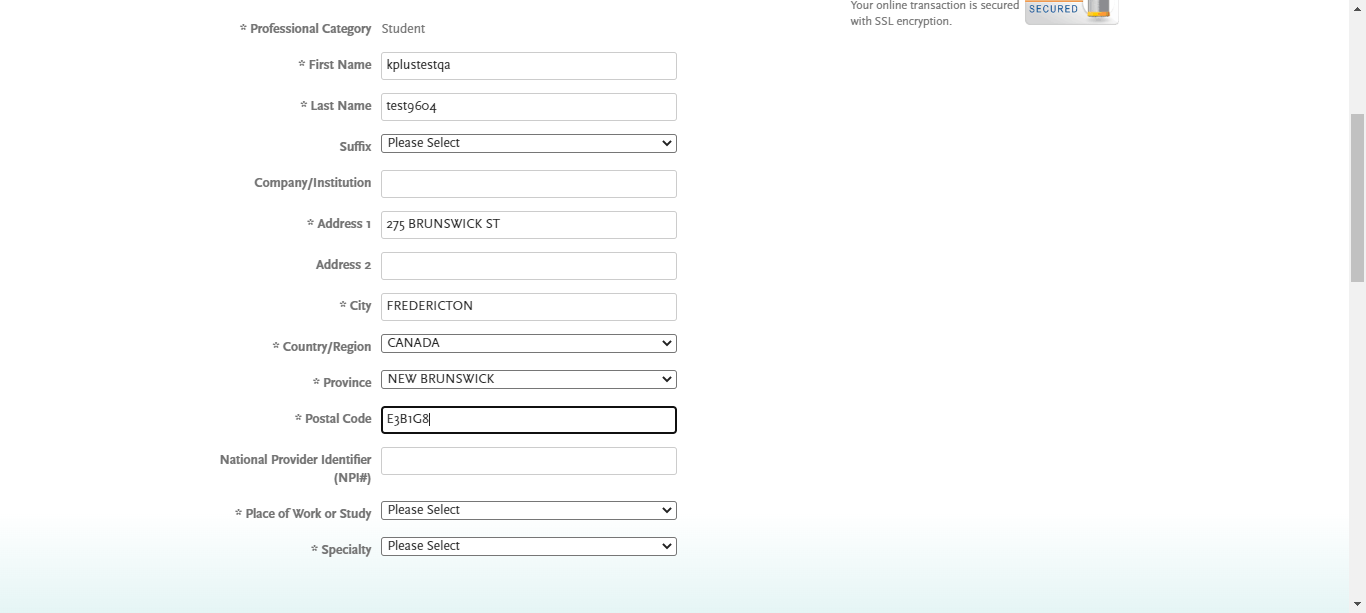 Your online transaction is secured
with SSL encryption.
SECURED
* Professional Category Student
* First Name kplustestqa
* Last Name test9604
Suffix Please Select
Company/Institution
* Address 1 275 BRUNSWICK ST
Address 2
* City FREDERICTON
* Country/Region CANADA
* Province NEW BRUNSWICK
* Postal Code E3B1G8
National Provider Identifier
(NPI#)
* Place of Work or Study Please Select
* Specialty Please Select